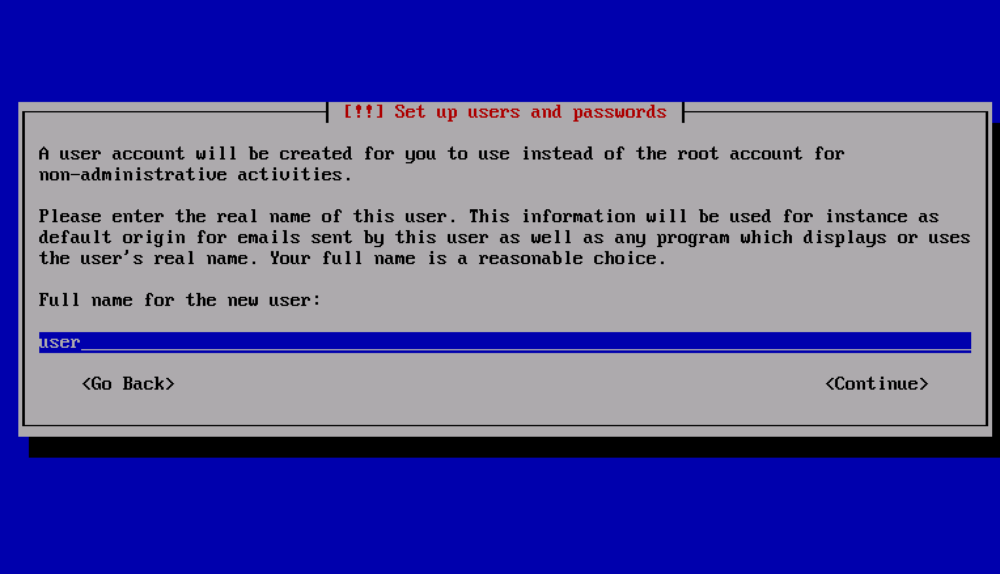 [!!] Set up users and passwords
A user account will be created for you to use instead of the root account for
non-administrative activities.
Please enter the real name of this user. This information will be used for instance as
default origin for emails sent by this user as well as any program which displays or uses
the user's real name. Your full name is a reasonable choice.
Full name for the new user:
user
<Go Back> <Continue>